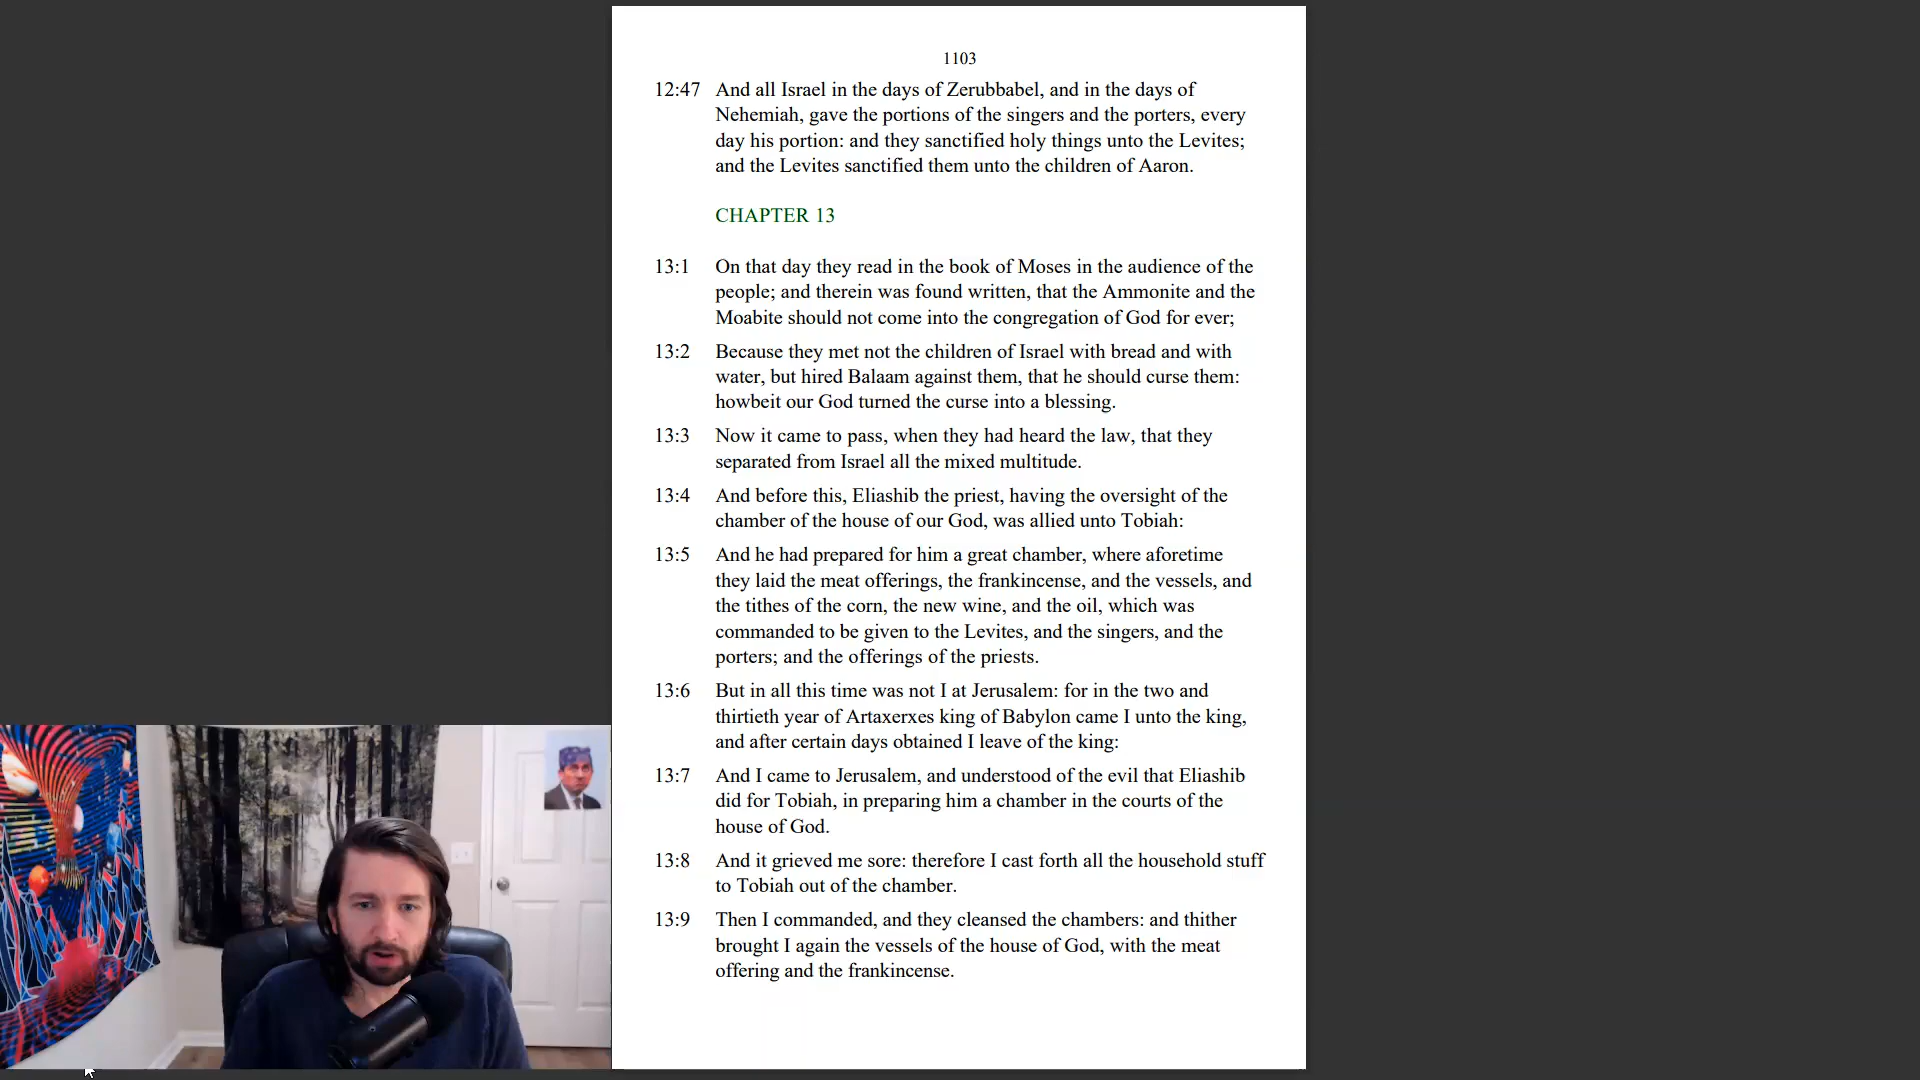 1103
12:47 And all Israel in the days of Zerubbabel, and in the days of
Nehemiah, gave the portions of the singers and the porters, every
day his portion: and they sanctified holy things unto the Levites;
and the Levites sanctified them unto the children of Aaron.
CHAPTER 13
13:1 On that day they read in the book of Moses in the audience of the
people; and therein was found written, that the Ammonite and the
Moabite should not come into the congregation of God for ever;
13:2 Because they met not the children of Israel with bread and with
water, but hired Balaam against them, that he should curse them:
howbeit our God turned the curse into a blessing.
13:3 Now it came to pass, when they had heard the law, that they
separated from Israel all the mixed multitude.
13:4 And before this, Eliashib the priest, having the oversight of the
chamber of the house of our God, was allied unto Tobiah:
13:5 And he had prepared for him a great chamber, where aforetime
they laid the meat offerings, the frankincense, and the vessels, and
the tithes of the corn, the new wine, and the oil, which was
commanded to be given to the Levites, and the singers, and the
porters; and the offerings of the priests.
13:6 But in all this time was not I at Jerusalem: for in the two and
thirtieth year of Artaxerxes king of Babylon came I unto the king,
and after certain days obtained I leave of the king:
13:7 And I came to Jerusalem, and understood of the evil that Eliashib
did for Tobiah, in preparing him a chamber in the courts of the
house of God.
13:8 And it grieved me sore: therefore I cast forth all the household stuff
to Tobiah out of the chamber.
13:9 Then I commanded, and they cleansed the chambers: and thither
brought I again the vessels of the house of God, with the meat
offering and the frankincense.